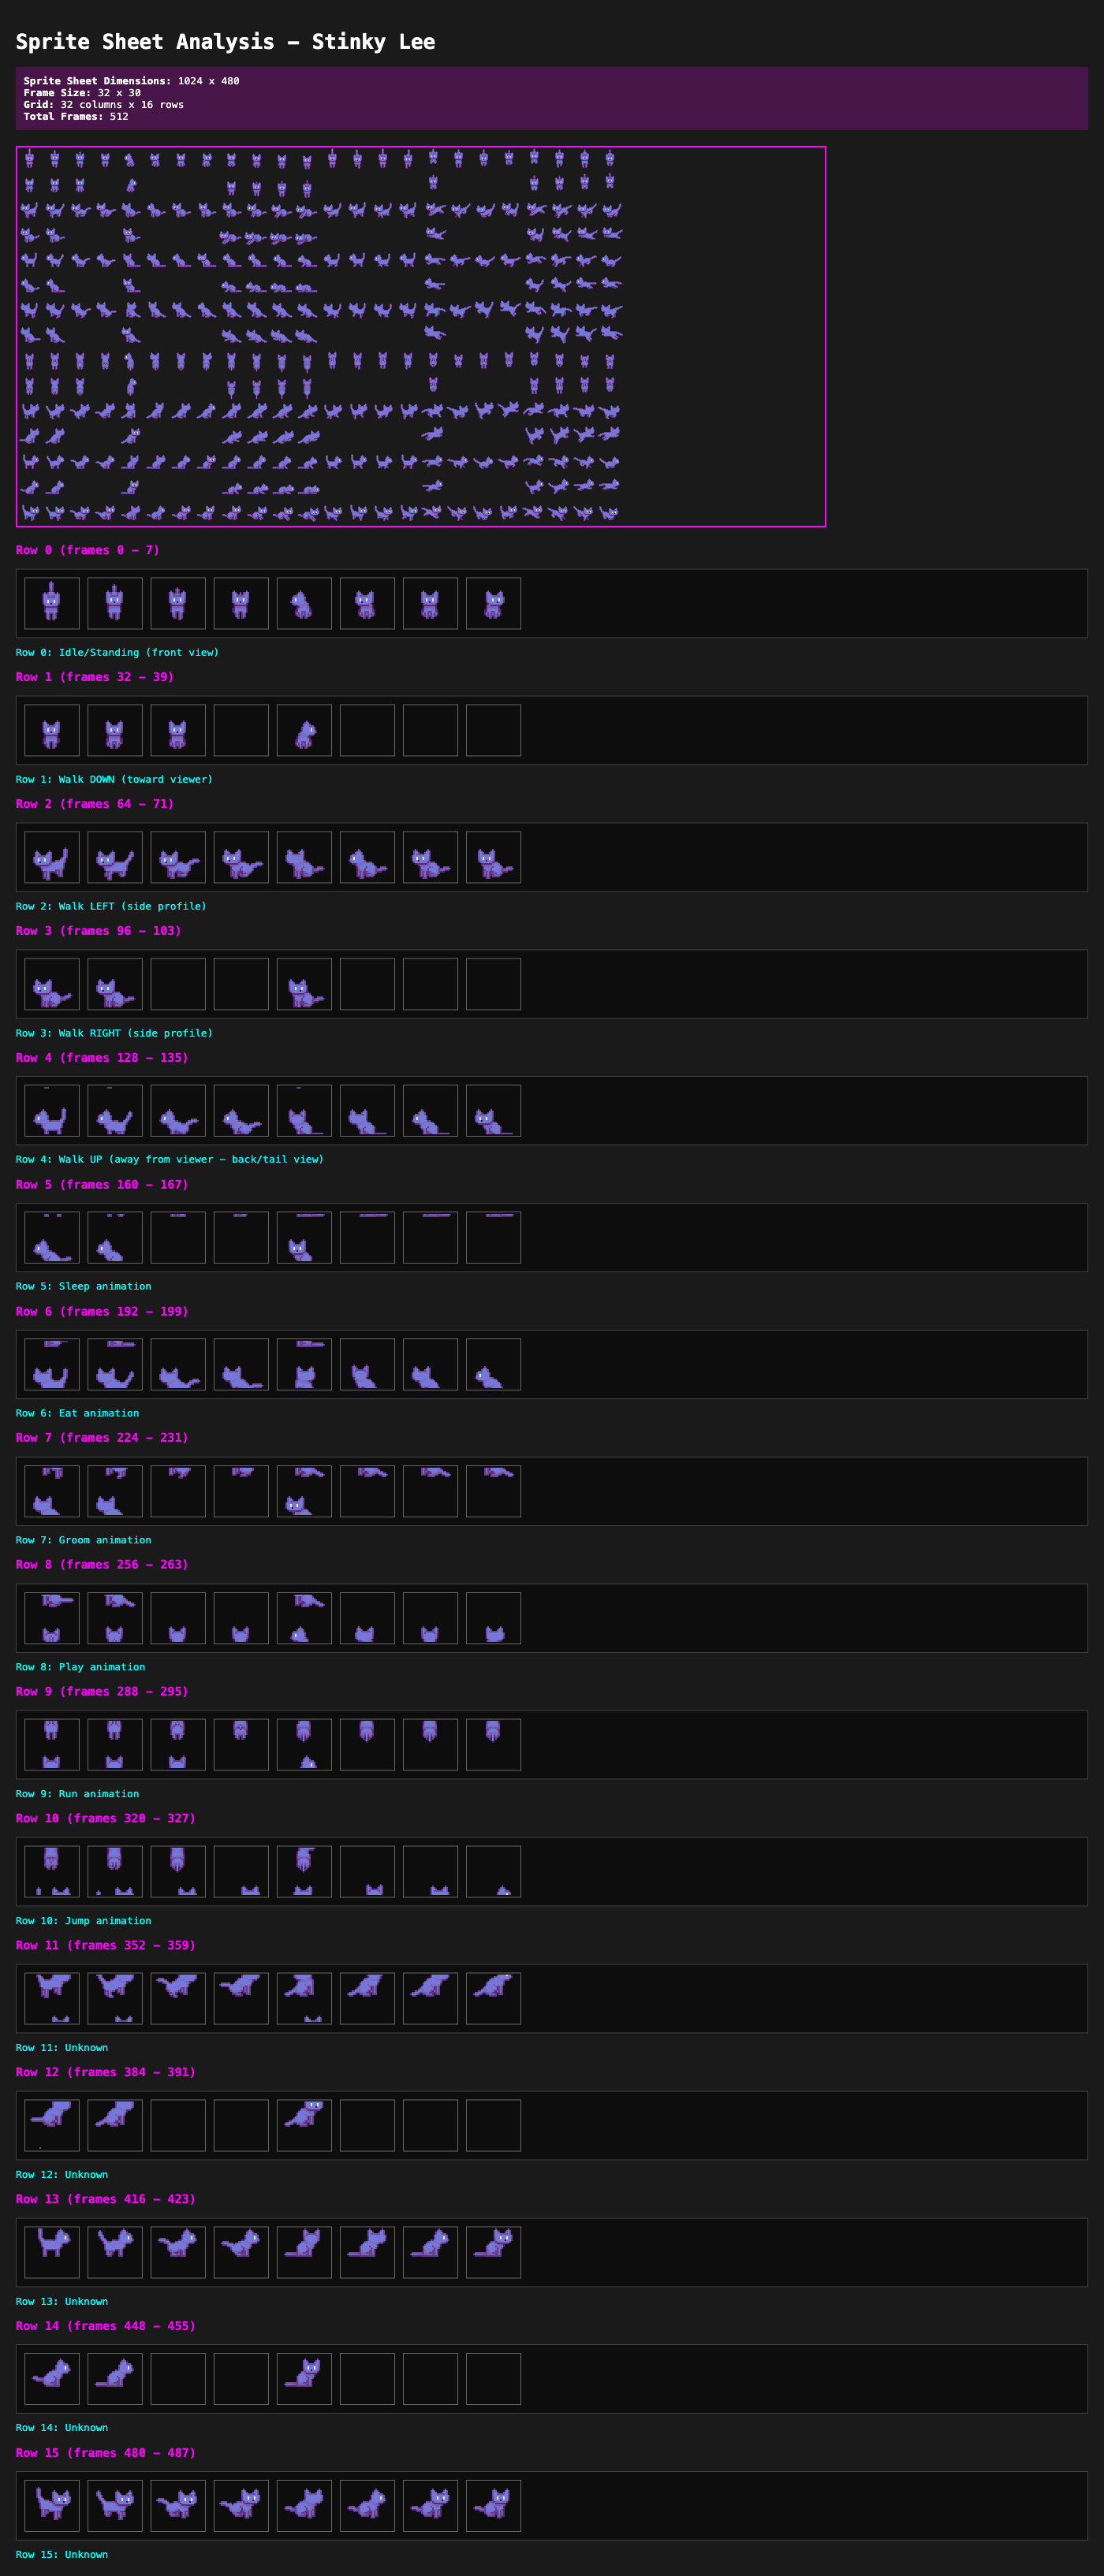 Sprite Sheet Analysis - Stinky Lee
Sprite Sheet Dimensions: 1024 x 480
Frame Size: 32 x 30
Grid: 32 columns x 16 rows
Total Frames: 512
Row 0 (frames 0 - 7)
Row 0: Idle/Standing (front view)
Row 1 (frames 32 - 39)
Row 1: Walk DOWN (toward viewer)
Row 2 (frames 64 - 71)
Row 2: Walk LEFT (side profile)
Row 3 (frames 96 - 103)
Row 3: Walk RIGHT (side profile)
Row 4 (frames 128 - 135)
Row 4: Walk UP (away from viewer - back/tail view)
Row 5 (frames 160 - 167)
Row 5: Sleep animation
Row 6 (frames 192 - 199)
Row 6: Eat animation
Row 7 (frames 224 - 231)
Row 7: Groom animation
Row 8 (frames 256 - 263)
Row 8: Play animation
Row 9 (frames 288 - 295)
Row 9: Run animation
Row 10 (frames 320 - 327)
Row 10: Jump animation
Row 11 (frames 352 - 359)
Row 11: Unknown
Row 12 (frames 384 - 391)
Row 12: Unknown
Row 13 (frames 416 - 423)
Row 13: Unknown
Row 14 (frames 448 - 455)
Row 14: Unknown
Row 15 (frames 480 - 487)
Row 15: Unknown